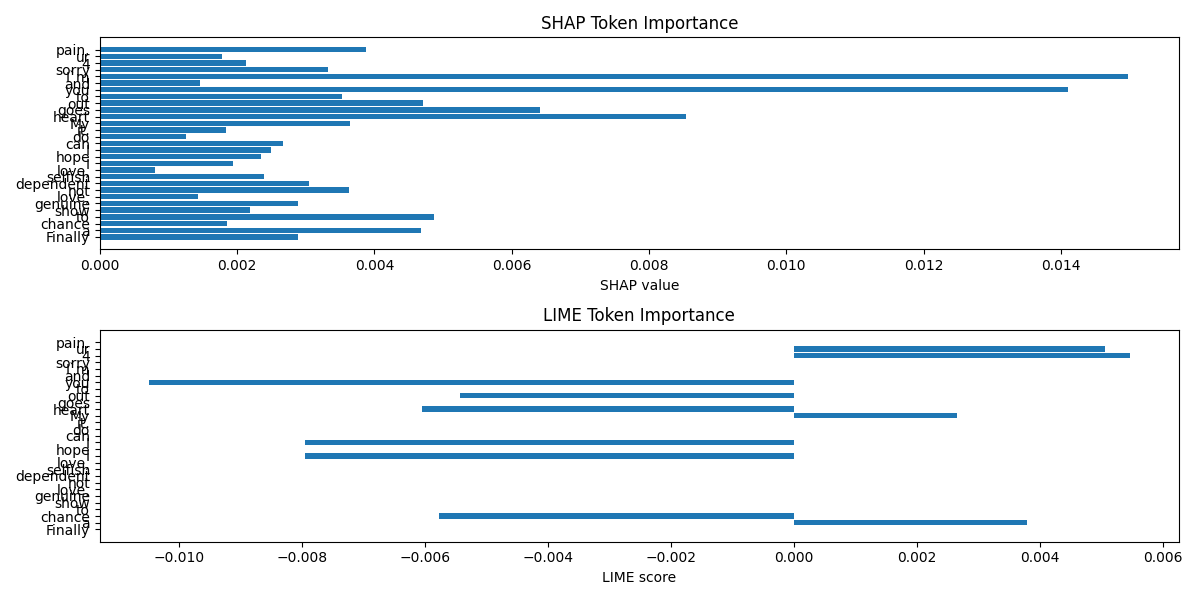 SHAP Token Importance
pain.
ur
4
sorry
I'm
and
you
to
out
goes
heart
My
it.
do
can
I
hope
I
love.
selfish
dependent
not
love,
genuine
show
to
chance
a
Finally
0.000 0.002 0.004 0.006 0.008 0.010 0.012 0.014
SHAP value
LIME Token Importance
pain.
ur
4
sorry
I'm
and
you
to
out
goes
heart
My
it.
do
can
I
hope
I
love.
selfish
dependent
not
love,
genuine
show
to
chance
a
Finally
−0.010 −0.008 −0.006 −0.004 −0.002 0.000 0.002 0.004 0.006
LIME score